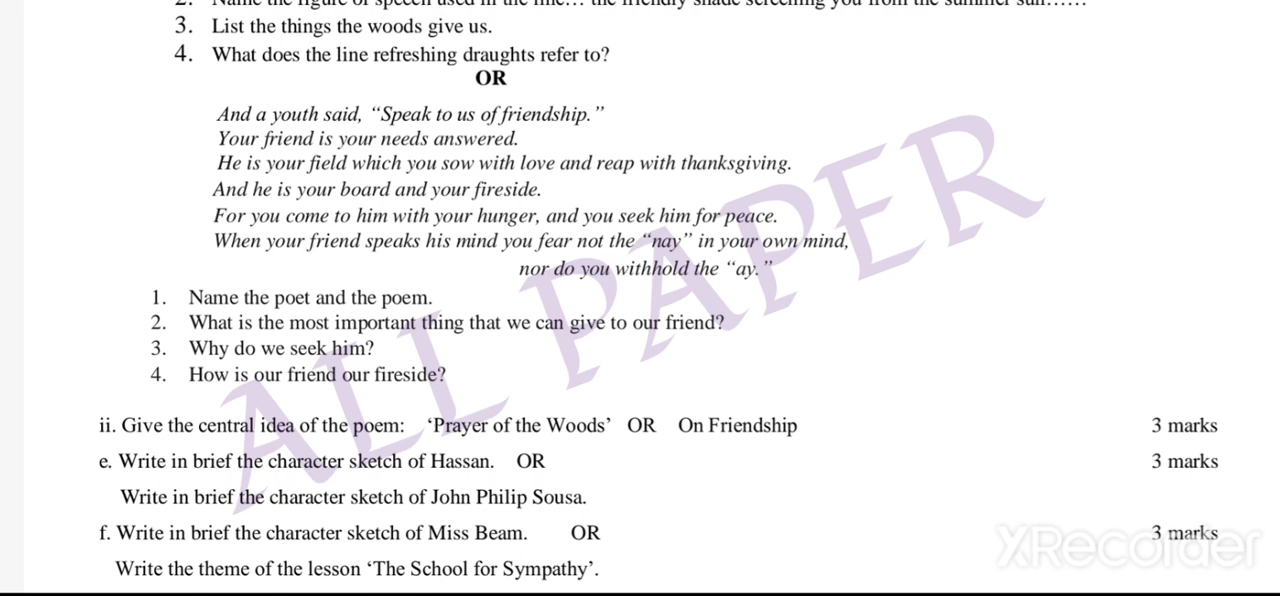 3. List the things the woods give us.
4. What does the line refreshing draughts refer to?
OR
And a youth said, “Speak to us of friendship.”
Your friend is your needs answered.
He is your field which you sow with love and reap with thanksgiving.
And he is your board and your fireside.
For you come to him with your hunger, and you seek him for peace.
When your friend speaks his mind you fear not the “nay” in your own mind,
nor do you withhold the “ay.”
1. Name the poet and the poem.
2. What is the most important thing that we can give to our friend?
3. Why do we seek him?
4. How is our friend our fireside?
ii. Give the central idea of the poem: ‘Prayer of the Woods’ OR On Friendship 3 marks
e. Write in brief the character sketch of Hassan. OR 3 marks
Write in brief the character sketch of John Philip Sousa.
f. Write in brief the character sketch of Miss Beam. OR 3 marks
Write the theme of the lesson ‘The School for Sympathy’.
ALL PAPER
XRecorder